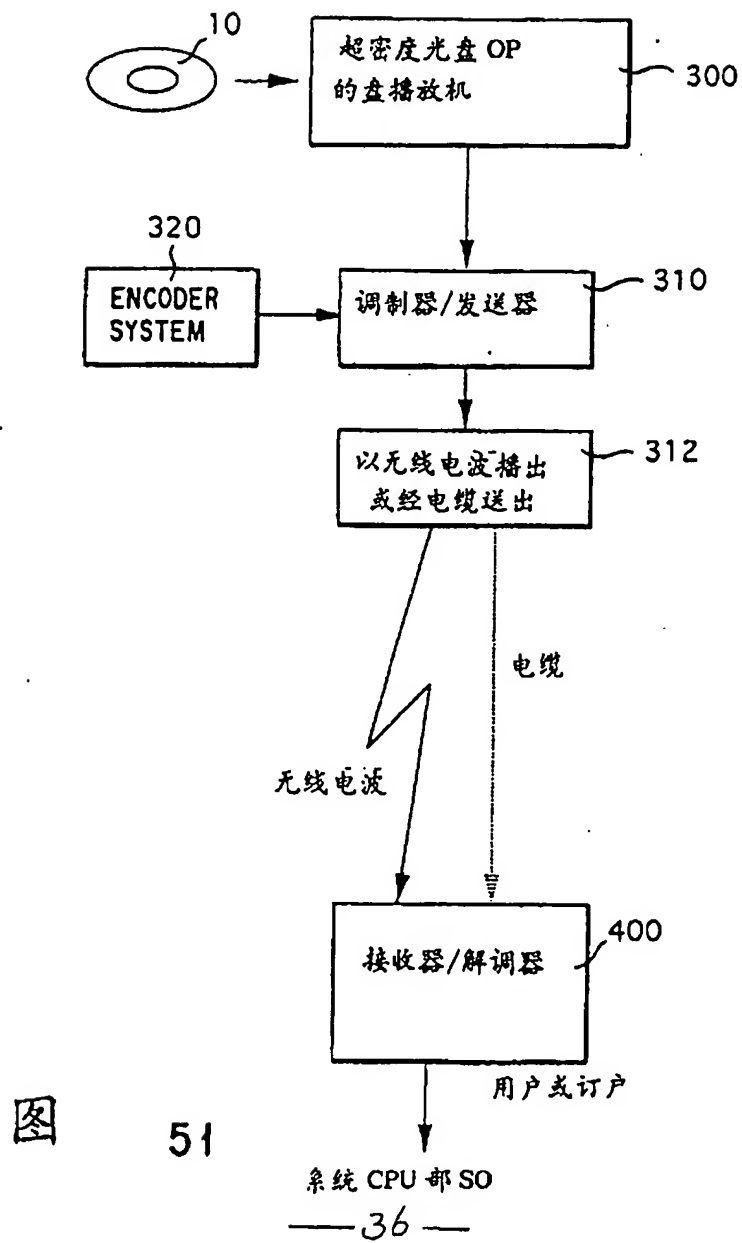 10
超密度光盘 OP
的盘播放机
300
320
ENCODER
SYSTEM
调制器/发送器
310
以无线电波播出
或经电缆送出
312
电缆
无线电波
接收器/解调器
400
用户或订户
图 51
系统 CPU 部 SO
— 36 —